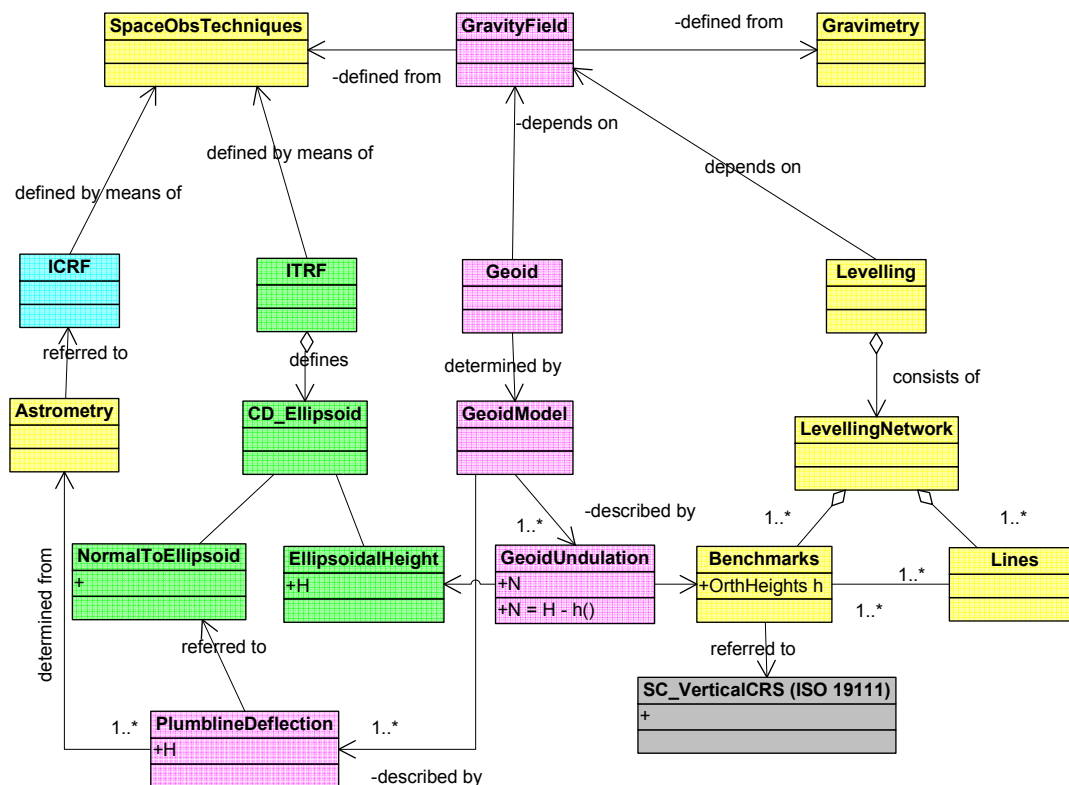 SpaceObsTechniques
GravityField
Gravimetry
-defined from
-defined from
-depends on
defined by means of
depends on
defined by means of
ICRF
ITRF
Geoid
Levelling
referred to
defines
determined by
consists of
Astrometry
CD_Ellipsoid
GeoidModel
LevellingNetwork
-described by
1..*
1..*
1..*
NormalToEllipsoid
+
EllipsoidalHeight
+H
GeoidUndulation
+N
+N = H - h()
Benchmarks
+OrthHeights h
Lines
1..*
1..*
determined from
referred to
referred to
SC_VerticalCRS (ISO 19111)
+
1..*
PlumblineDeflection
+H
1..*
-described by